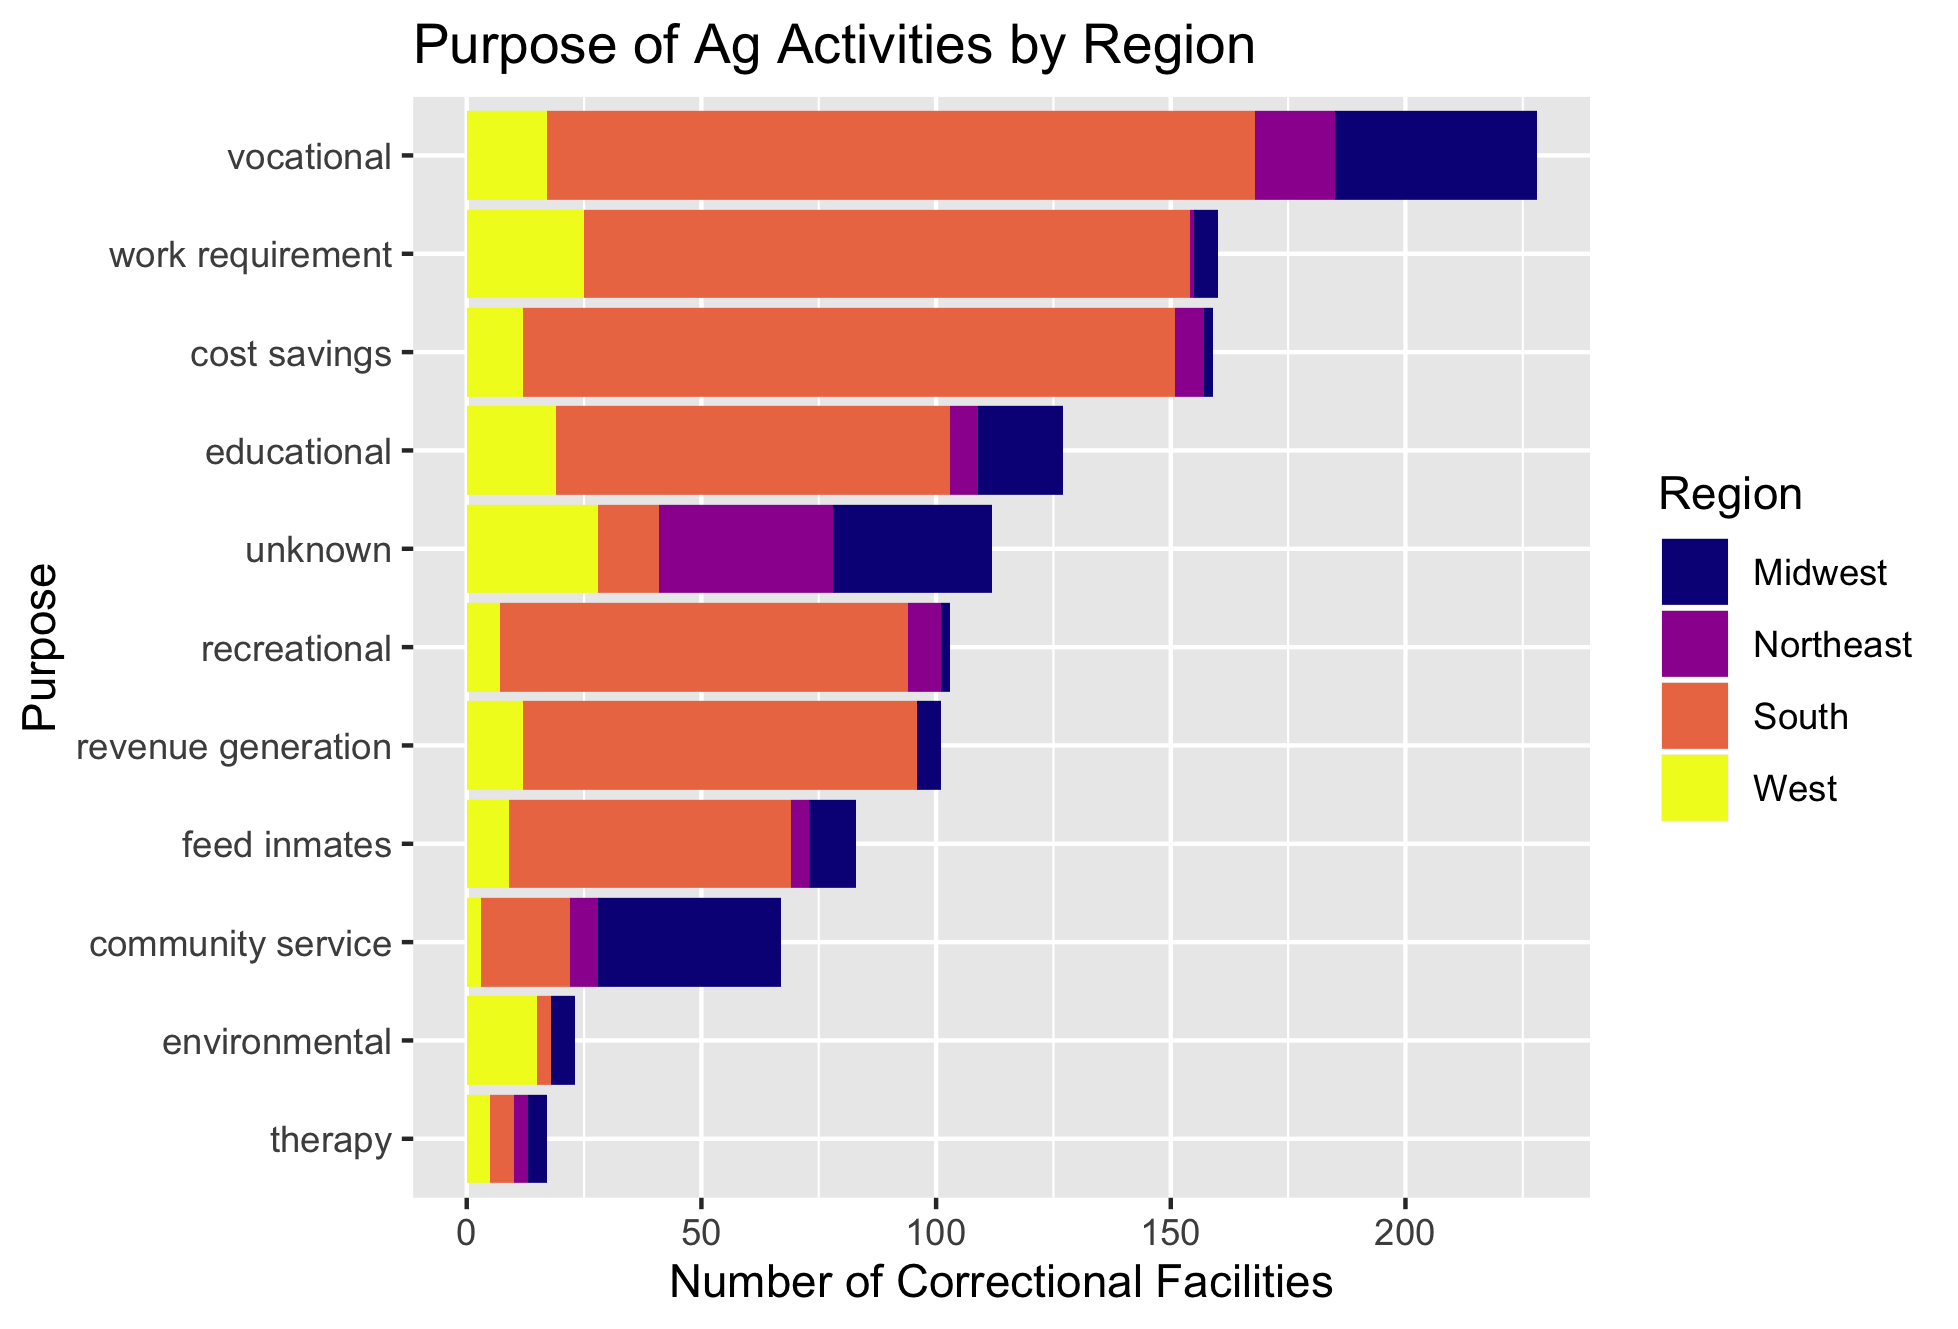 Purpose of Ag Activities by Region
Purpose
vocational
work requirement
cost savings
educational
unknown
recreational
revenue generation
feed inmates
community service
environmental
therapy
0 50 100 150 200
Number of Correctional Facilities
Region
Midwest
Northeast
South
West